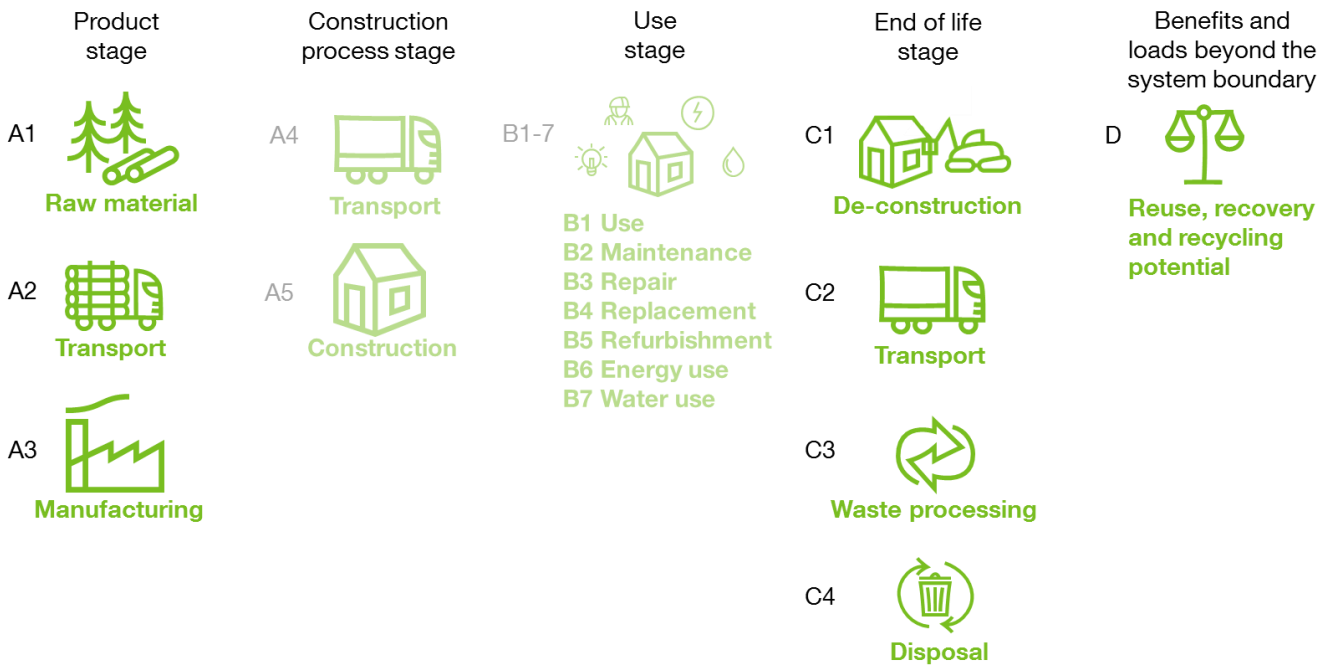 Product
stage
A1
Raw material
A2
Transport
A3
Manufacturing
Construction
process stage
A4
Transport
A5
Construction
Use
stage
B1-7
B1 Use
B2 Maintenance
B3 Repair
B4 Replacement
B5 Refurbishment
B6 Energy use
B7 Water use
End of life
stage
C1
De-construction
C2
Transport
C3
Waste processing
C4
Disposal
Benefits and
loads beyond the
system boundary
D
Reuse, recovery
and recycling
potential